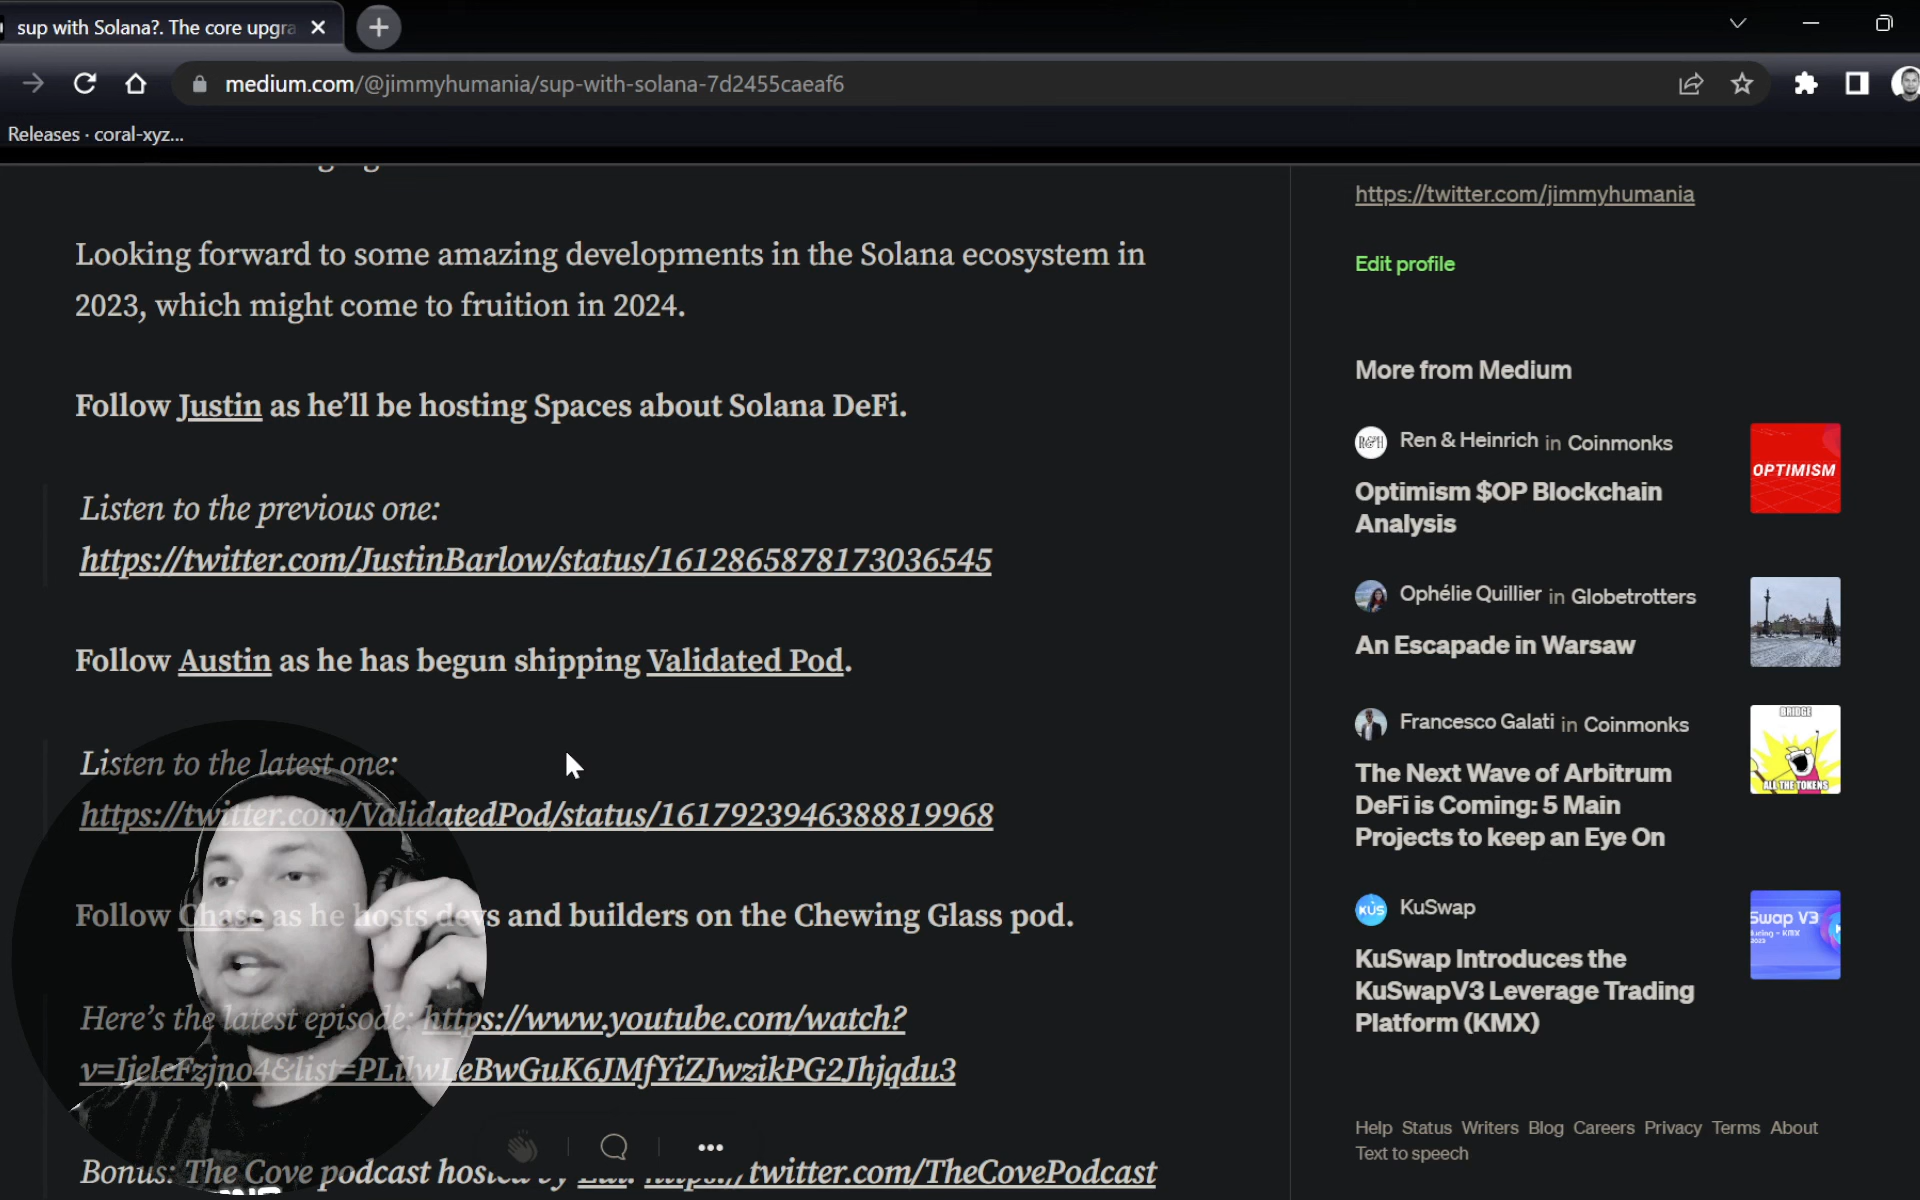 sup with Solana?. The core upgra
medium.com/@jimmyhumania/sup-with-solana-7d2455caeaf6
Releases · coral-xyz...
Looking forward to some amazing developments in the Solana ecosystem in
2023, which might come to fruition in 2024.
Follow Justin as he’ll be hosting Spaces about Solana DeFi.
Listen to the previous one:
https://twitter.com/JustinBarlow/status/1612865878173036545
Follow Austin as he has begun shipping Validated Pod.
Listen to the latest one:
https://twitter.com/ValidatedPod/status/1617923946388819968
Follow Chase as he hosts devs and builders on the Chewing Glass pod.
Here’s the latest episode: https://www.youtube.com/watch?
v=IjeleFzjno4&list=PLilwLeBwGuK6JMfYiZJwzikPG2Jhjqdu3
Bonus: The Cove podcast hosted by twitter.com/TheCovePodcast
https://twitter.com/jimmyhumania
Edit profile
More from Medium
R&H Ren & Heinrich in Coinmonks
Optimism $OP Blockchain
Analysis
OPTIMISM
Ophélie Quillier in Globetrotters
An Escapade in Warsaw
Francesco Galati in Coinmonks
The Next Wave of Arbitrum
DeFi is Coming: 5 Main
Projects to keep an Eye On
BRIDGE
ALL THE TOKENS
KUS KuSwap
KuSwap Introduces the
KuSwapV3 Leverage Trading
Platform (KMX)
Swap V3
Help Status Writers Blog Careers Privacy Terms About
Text to speech